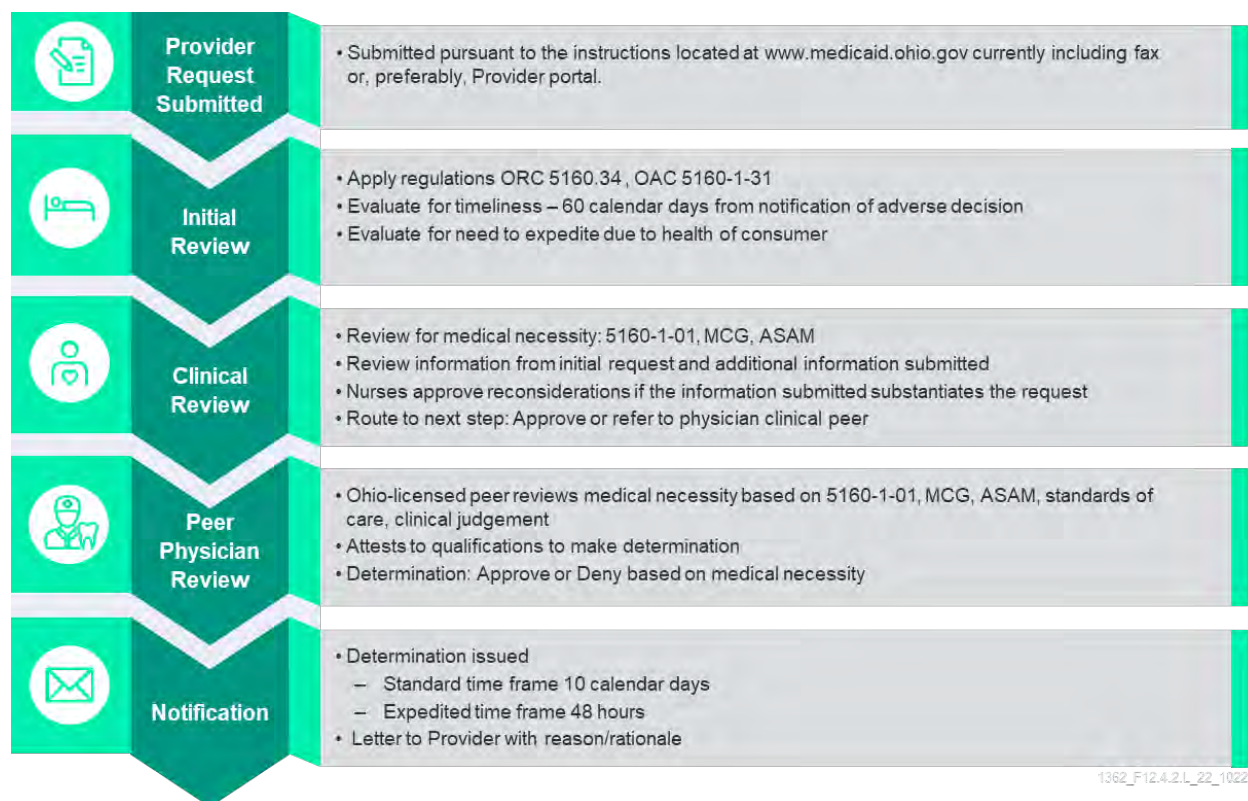 Provider
Request
Submitted
• Submitted pursuant to the instructions located at www.medicaid.ohio.gov currently including fax
or, preferably, Provider portal.
Initial
Review
• Apply regulations ORC 5160.34 , OAC 5160-1-31
• Evaluate for timeliness – 60 calendar days from notification of adverse decision
• Evaluate for need to expedite due to health of consumer
Clinical
Review
• Review for medical necessity: 5160-1-01, MCG, ASAM
• Review information from initial request and additional information submitted
• Nurses approve reconsiderations if the information submitted substantiates the request
• Route to next step: Approve or refer to physician clinical peer
Peer
Physician
Review
• Ohio-licensed peer reviews medical necessity based on 5160-1-01, MCG, ASAM, standards of
care, clinical judgement
• Attests to qualifications to make determination
• Determination: Approve or Deny based on medical necessity
Notification
• Determination issued
– Standard time frame 10 calendar days
– Expedited time frame 48 hours
• Letter to Provider with reason/rationale
1362_F12.4.2.L_22_1022